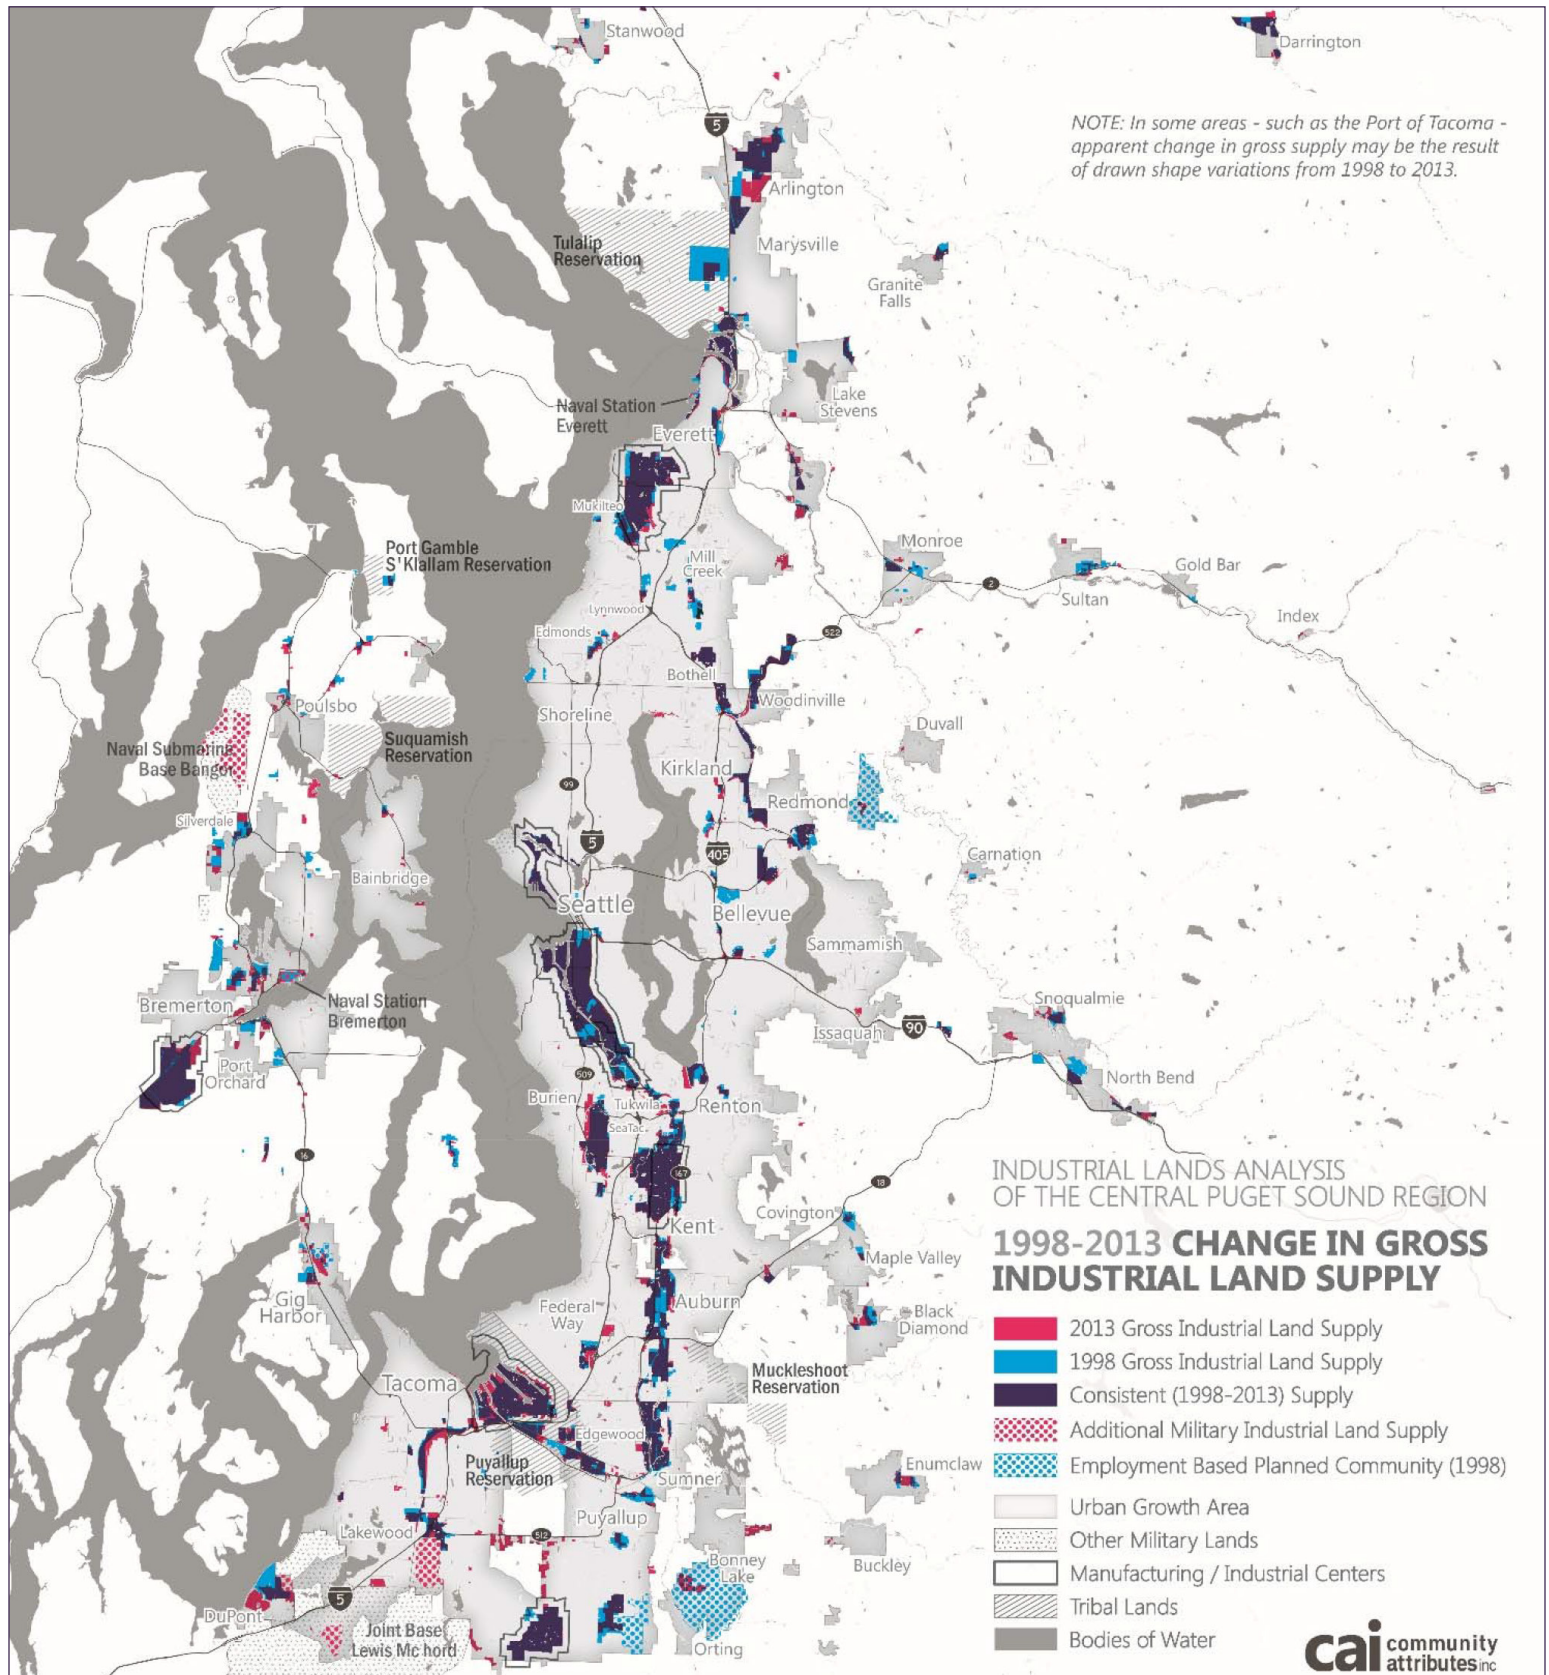 Stanwood
Darrington
5
NOTE: In some areas - such as the Port of Tacoma -
apparent change in gross supply may be the result
of drawn shape variations from 1998 to 2013.
Arlington
Tulalip
Reservation
Marysville
Granite
Falls
Naval Station
Everett
Lake
Stevens
Everett
Mukilteo
Port Gamble
S'Klallam Reservation
Mill
Creek
Monroe
Gold Bar
2
Sultan
Lynnwood
Index
Edmonds
522
Bothell
Poulsbo
Woodinville
Shoreline
Duvall
Naval Submarine
Base Bangor
Suquamish
Reservation
Kirkland
99
Redmond
Silverdale
5
405
Carnation
Bainbridge
Seattle
Bellevue
Sammamish
Bremerton
Naval Station
Bremerton
Snoqualmie
Issaquah
90
Port
Orchard
509
North Bend
Burien
Tukwila
Renton
SeaTac
16
167
18
Kent
Covington
Maple Valley
Gig
Harbor
Federal
Way
Auburn
Black
Diamond
Tacoma
Muckleshoot
Reservation
Edgewood
Puyallup
Reservation
Sumner
Enumclaw
Lakewood
512
Puyallup
Bonney
Lake
Buckley
5
DuPont
Joint Base
Lewis Mc hord
Orting
INDUSTRIAL LANDS ANALYSIS
OF THE CENTRAL PUGET SOUND REGION
1998-2013 CHANGE IN GROSS
INDUSTRIAL LAND SUPPLY
2013 Gross Industrial Land Supply
1998 Gross Industrial Land Supply
Consistent (1998-2013) Supply
Additional Military Industrial Land Supply
Employment Based Planned Community (1998)
Urban Growth Area
Other Military Lands
Manufacturing / Industrial Centers
Tribal Lands
Bodies of Water
cai community
attributes inc